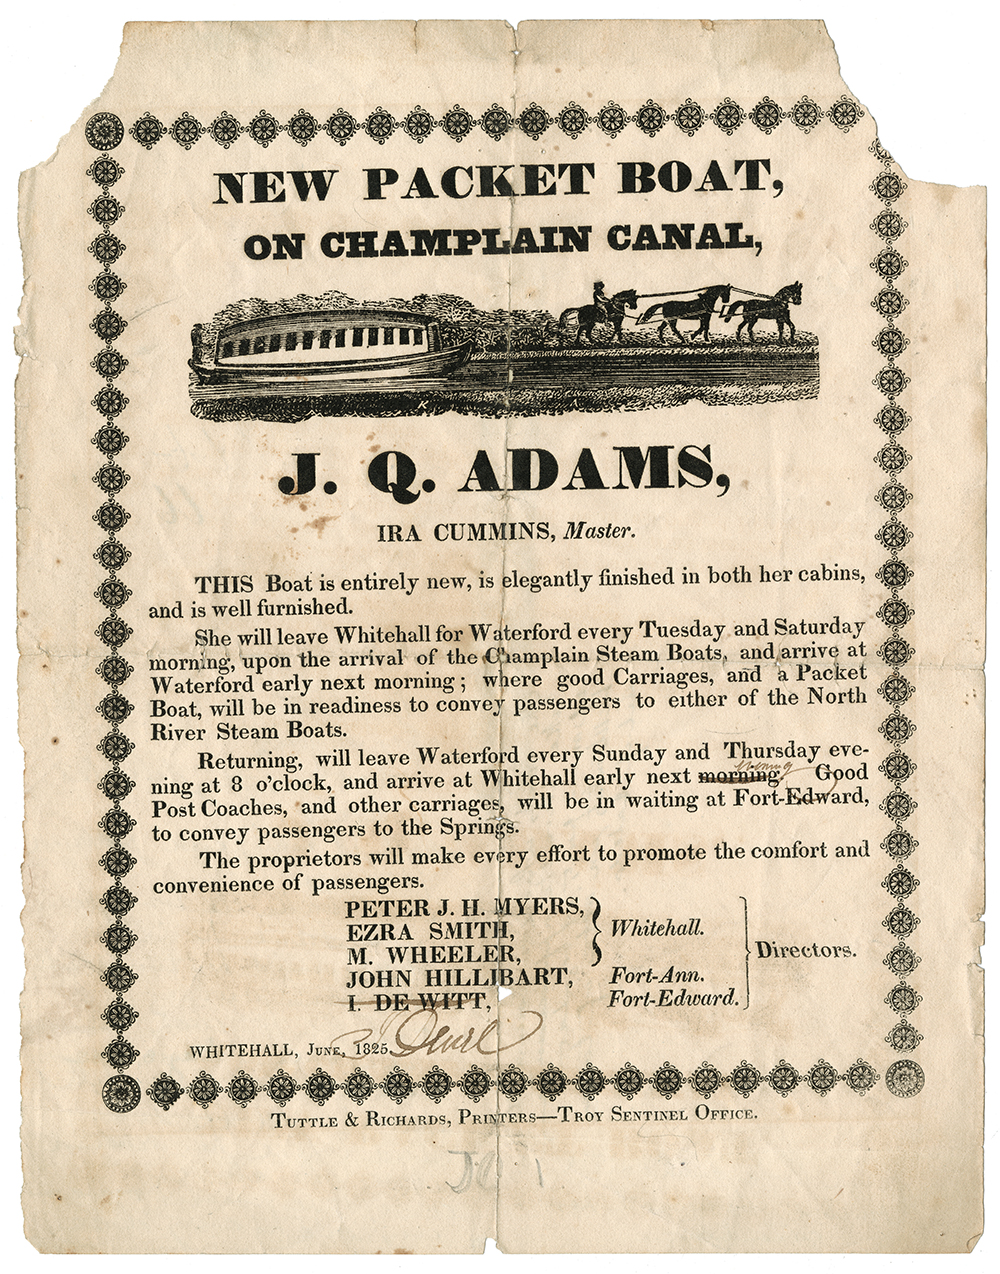 NEW PACKET BOAT,
ON CHAMPLAIN CANAL,
J. Q. ADAMS,
IRA CUMMINS, Master.
THIS Boat is entirely new, is elegantly finished in both her cabins,
and is well furnished.
She will leave Whitehall for Waterford every Tuesday and Saturday
morning, upon the arrival of the Champlain Steam Boats, and arrive at
Waterford early next morning; where good Carriages, and a Packet
Boat, will be in readiness to convey passengers to either of the North
River Steam Boats.
Returning, will leave Waterford every Sunday and Thursday eve-
evening
ning at 8 o'clock, and arrive at Whitehall early next morning. Good
Post Coaches, and other carriages, will be in waiting at Fort-Edward,
to convey passengers to the Springs.
The proprietors will make every effort to promote the comfort and
convenience of passengers.
PETER J. H. MYERS,
EZRA SMITH, Whitehall.
M. WHEELER, Directors.
JOHN HILLIBART, Fort-Ann.
I. DE WITT, Fort-Edward.
WHITEHALL, JUNE, 1825.
TUTTLE & RICHARDS, PRINTERS—TROY SENTINEL OFFICE.